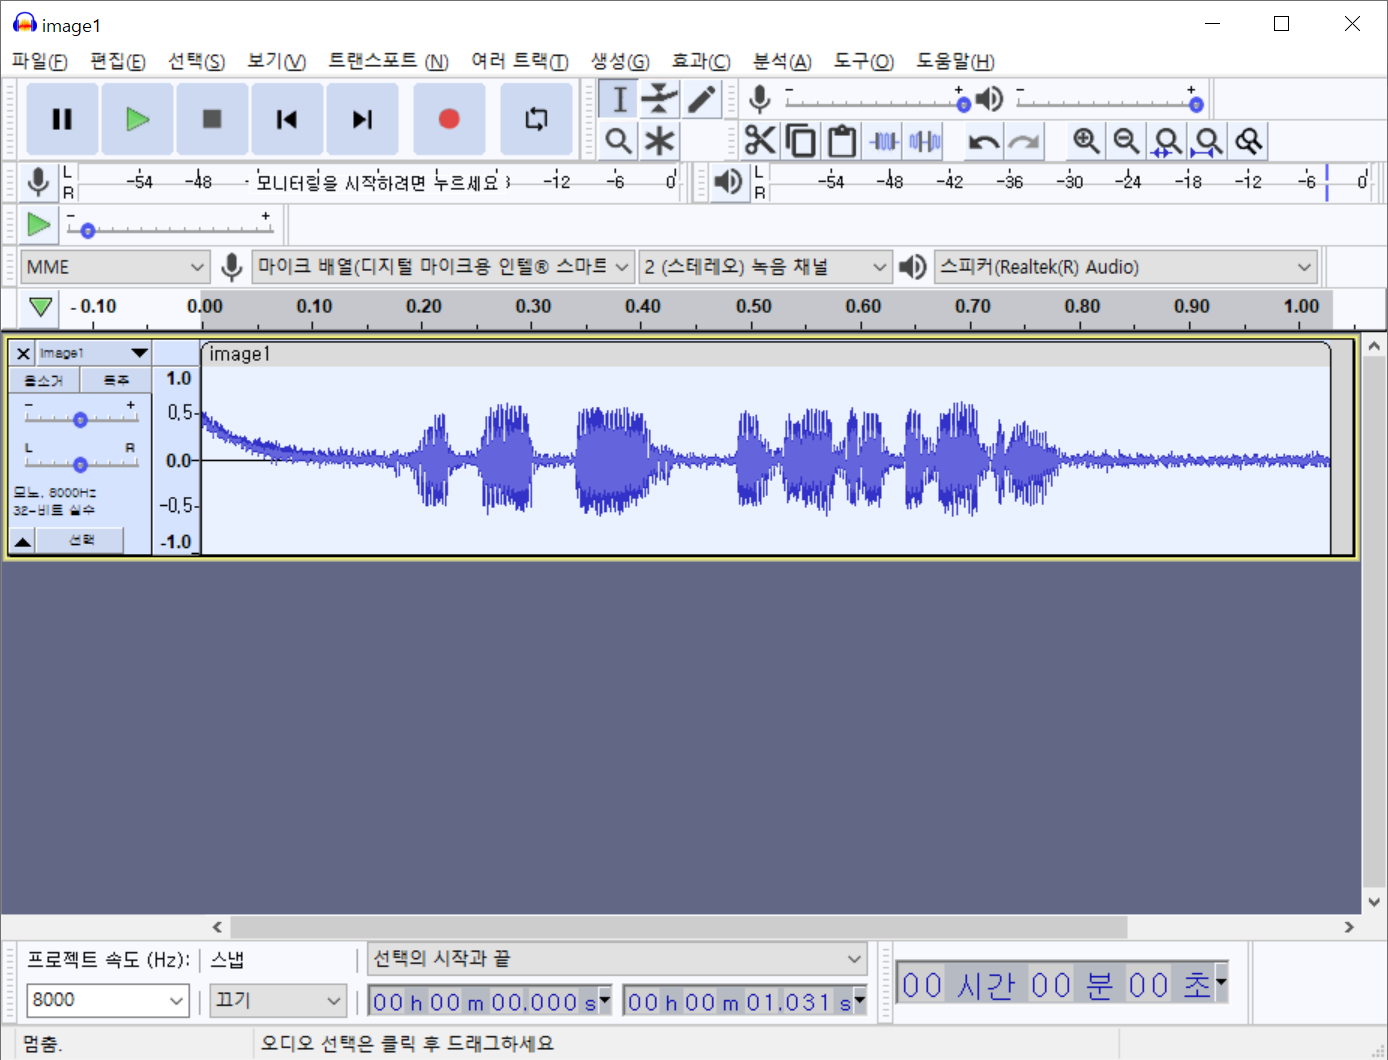 image1
파일(F) 편집(E) 선택(S) 보기(V) 트랜스포트 (N) 여러 트랙(T) 생성(G) 효과(C) 분석(A) 도구(O) 도움말(H)
- +
- +
L R -54 -48 - 모니터링을 시작하려면 누르세요 -12 -6 0
L R -54 -48 -42 -36 -30 -24 -18 -12 -6 0
- +
MME 마이크 배열(디지털 마이크용 인텔® 스마트 2 (스테레오) 녹음 채널 스피커(Realtek(R) Audio)
-0.10 0.00 0.10 0.20 0.30 0.40 0.50 0.60 0.70 0.80 0.90 1.00
image1 image1
음소거 독주
- +
L R
모노, 8000Hz
32-비트 실수
선택
1.0
0.5
0.0
-0.5
-1.0
프로젝트 속도 (Hz): 스냅 선택의 시작과 끝
8000 끄기 00 h 00 m 00.000 s 00 h 00 m 01.031 s
00 시간 00 분 00 초
멈춤. 오디오 선택은 클릭 후 드래그하세요